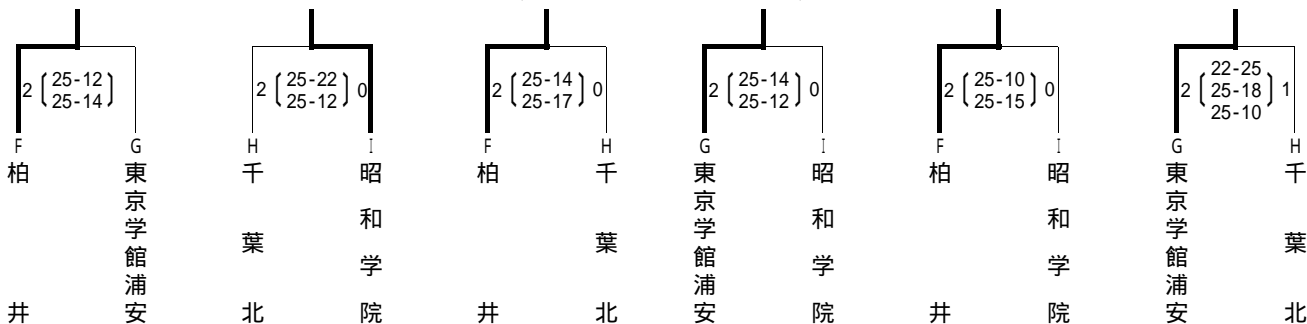 2 25-12 25-14
2 25-22 25-12 0
2 25-14 25-17 0
2 25-14 25-12 0
2 25-10 25-15 0
2 22-25 25-18 25-10 1
F G H I F H G I F I G H
柏井
東京学館浦安
千葉北
昭和学院
柏井
千葉北
東京学館浦安
昭和学院
柏井
昭和学院
東京学館浦安
千葉北